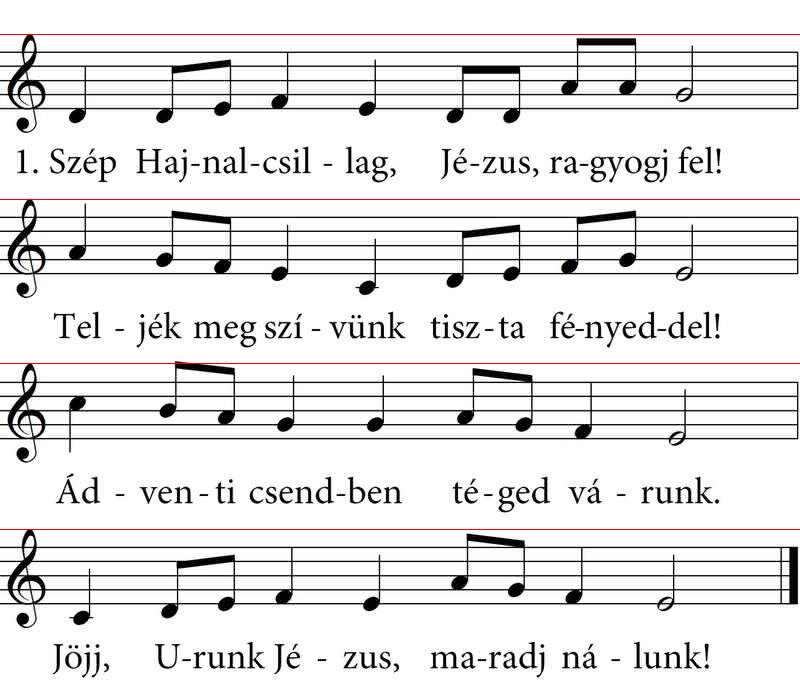 1. Szép Haj-nal-csil - lag, Jé-zus, ra-gyogj fel!
Tel - jék meg szí - vünk tisz-ta fé-nyed-del!
Ád - ven-ti csend-ben té-ged vá - runk.
Jöjj, U-runk Jé - zus, ma-radj ná - lunk!